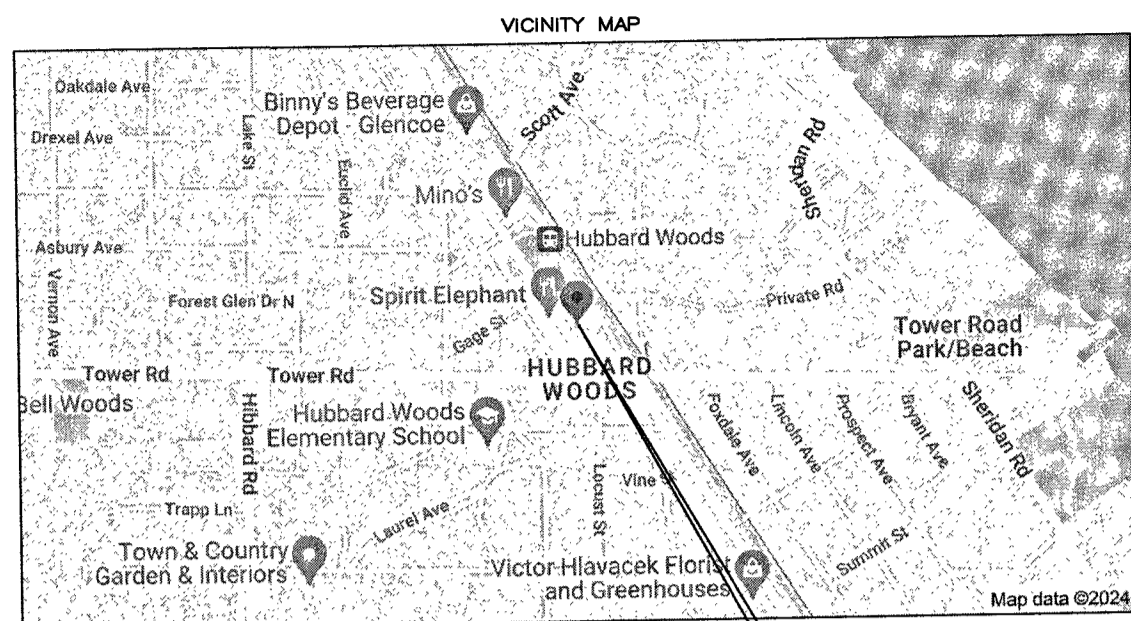 VICINITY MAP
Oakdale Ave
Binny's Beverage
Depot - Glencoe
Scott Ave
Drexel Ave
Lake St
Sheridan Rd
Euclid Ave
Mino's
Asbury Ave
Hubbard Woods
Vernon Ave
Forest Glen Dr N
Spirit Elephant
Private Rd
Gage St
Tower Road
Park/Beach
HUBBARD
WOODS
Tower Rd
Tower Rd
Bell Woods
Hibbard Rd
Hubbard Woods
Elementary School
Foxdale Ave
Lincoln Ave
Prospect Ave
Bryant Ave
Sheridan Rd
Locust St
Vine St
Trapp Ln
Laurel Ave
Town & Country
Garden & Interiors
Victor Hlavacek Florist
and Greenhouses
Summit St
Map data ©2024